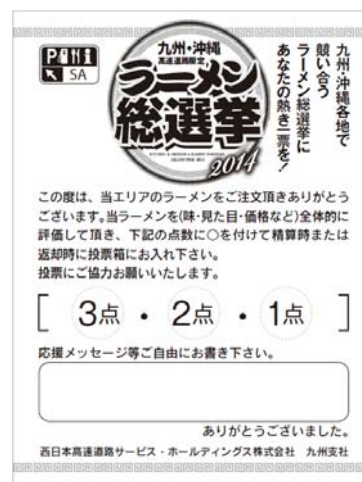 P
SA
九州・沖縄
高速道路限定
ラーメン
総選挙
2014
九州・沖縄各地で
競い合う
ラーメン総選挙に
あなたの熱き一票を!
この度は、当エリアのラーメンをご注文頂きありがとう
ございます。当ラーメンを(味・見た目・価格など)全体的に
評価して頂き、下記の点数に○を付けて精算時または
返却時に投票箱にお入れ下さい。
投票にご協力お願いいたします。
[ 3点 ・ 2点 ・ 1点 ]
応援メッセージ等ご自由にお書き下さい。
ありがとうございました。
西日本高速道路サービス・ホールディングス株式会社 九州支社